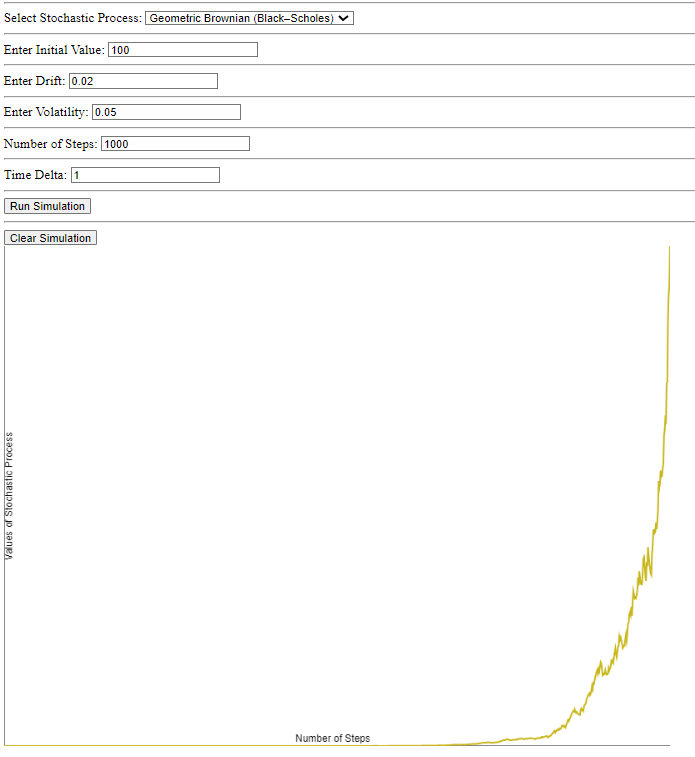 Select Stochastic Process: Geometric Brownian (Black–Scholes)
Enter Initial Value: 100
Enter Drift: 0.02
Enter Volatility: 0.05
Number of Steps: 1000
Time Delta: 1
Run Simulation
Clear Simulation
Values of Stochastic Process
Number of Steps